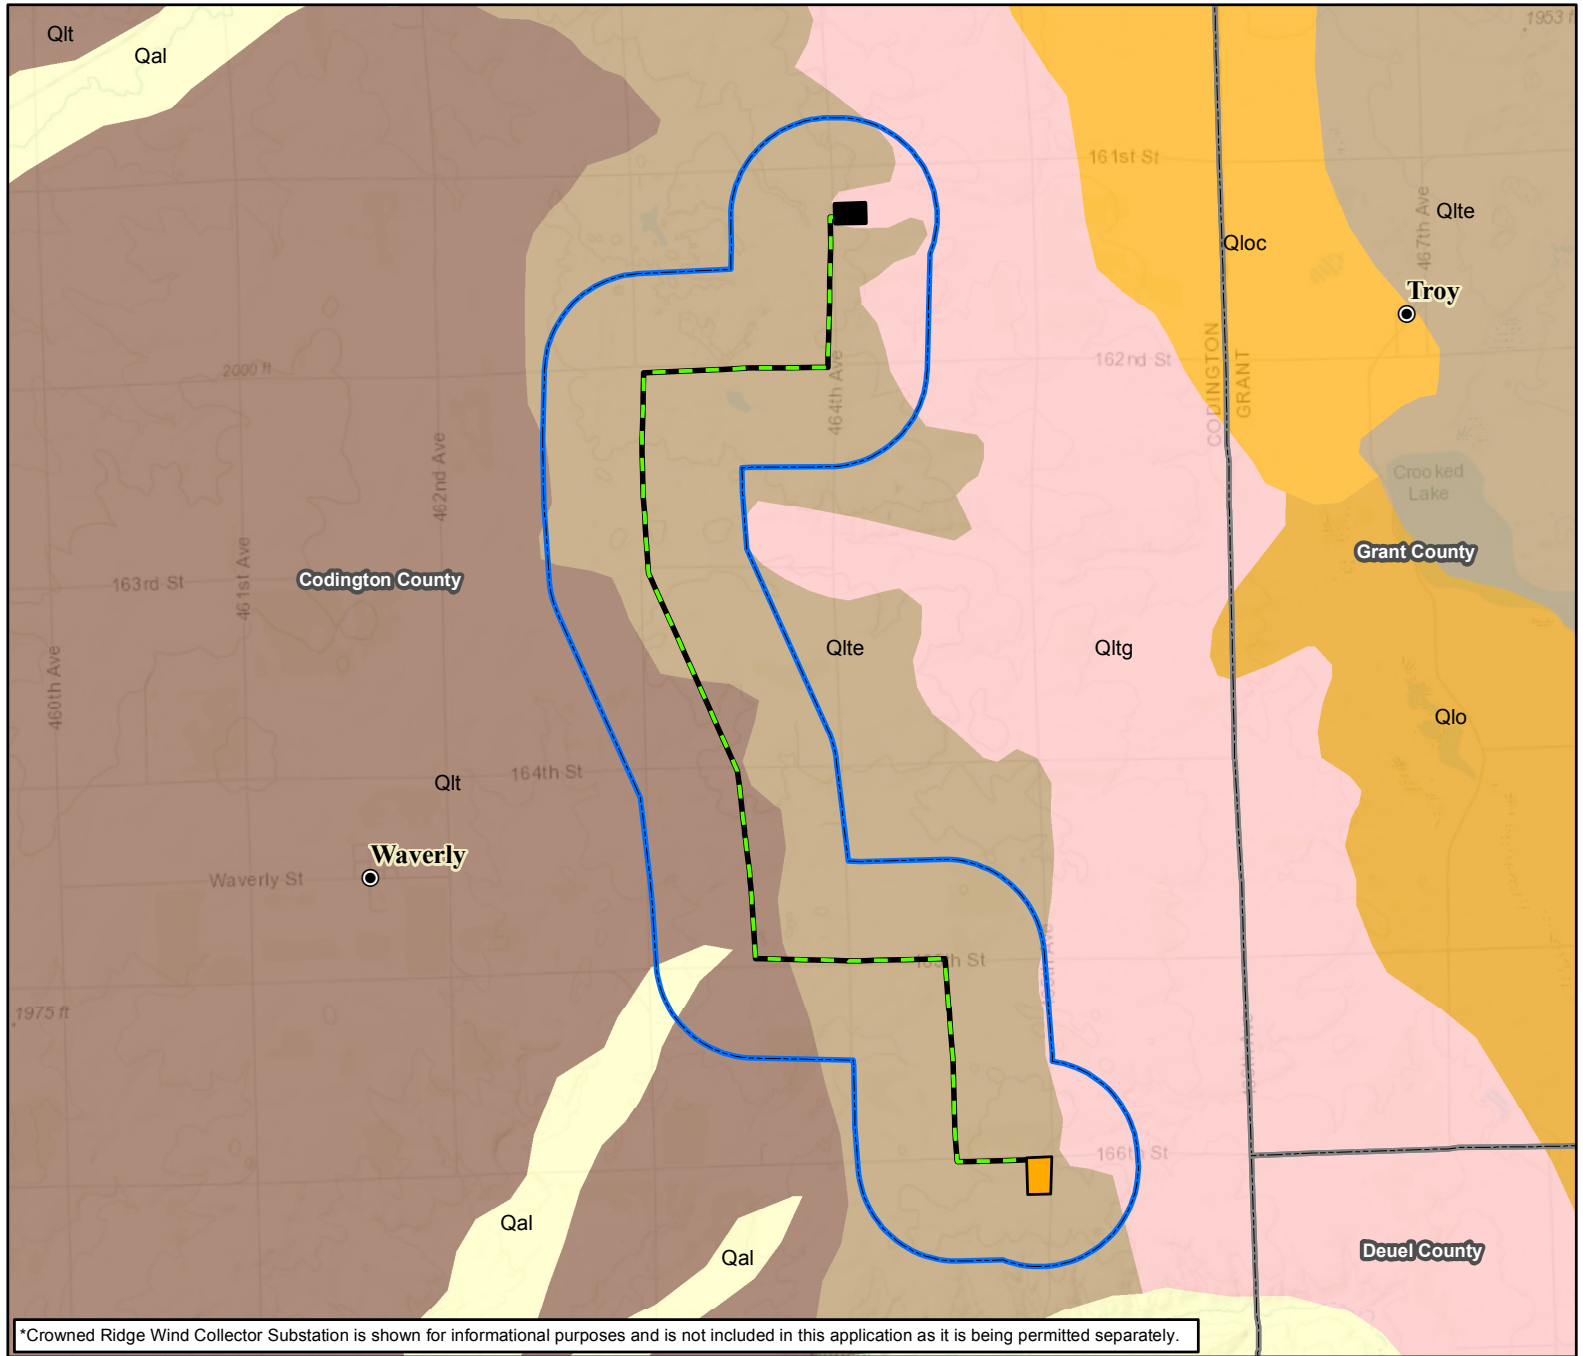 1953 ft
Qlt
Qal
161st St
467th Ave
Qlte
Qloc
Troy
CODINGTON
GRANT
162nd St
2000 ft
464th Ave
462nd Ave
Crooked
Lake
Grant County
163rd St
461st Ave
Codington County
460th Ave
Qlte
Qltg
Qlo
164th St
Qlt
Waverly
Waverly St
165th St
1975 ft
166th St
Qal
Qal
Deuel County
*Crowned Ridge Wind Collector Substation is shown for informational purposes and is not included in this application as it is being permitted separately.